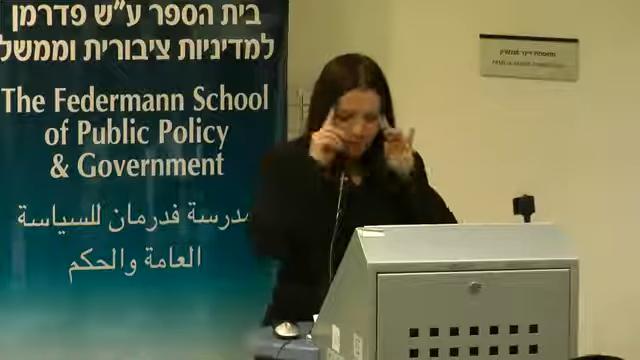 בית הספר ע״ש פדרמן
למדיניות ציבורית וממשל
The Federmann School
of Public Policy
& Government
مدرسة فدرمان للسياسة
العامة والحكم